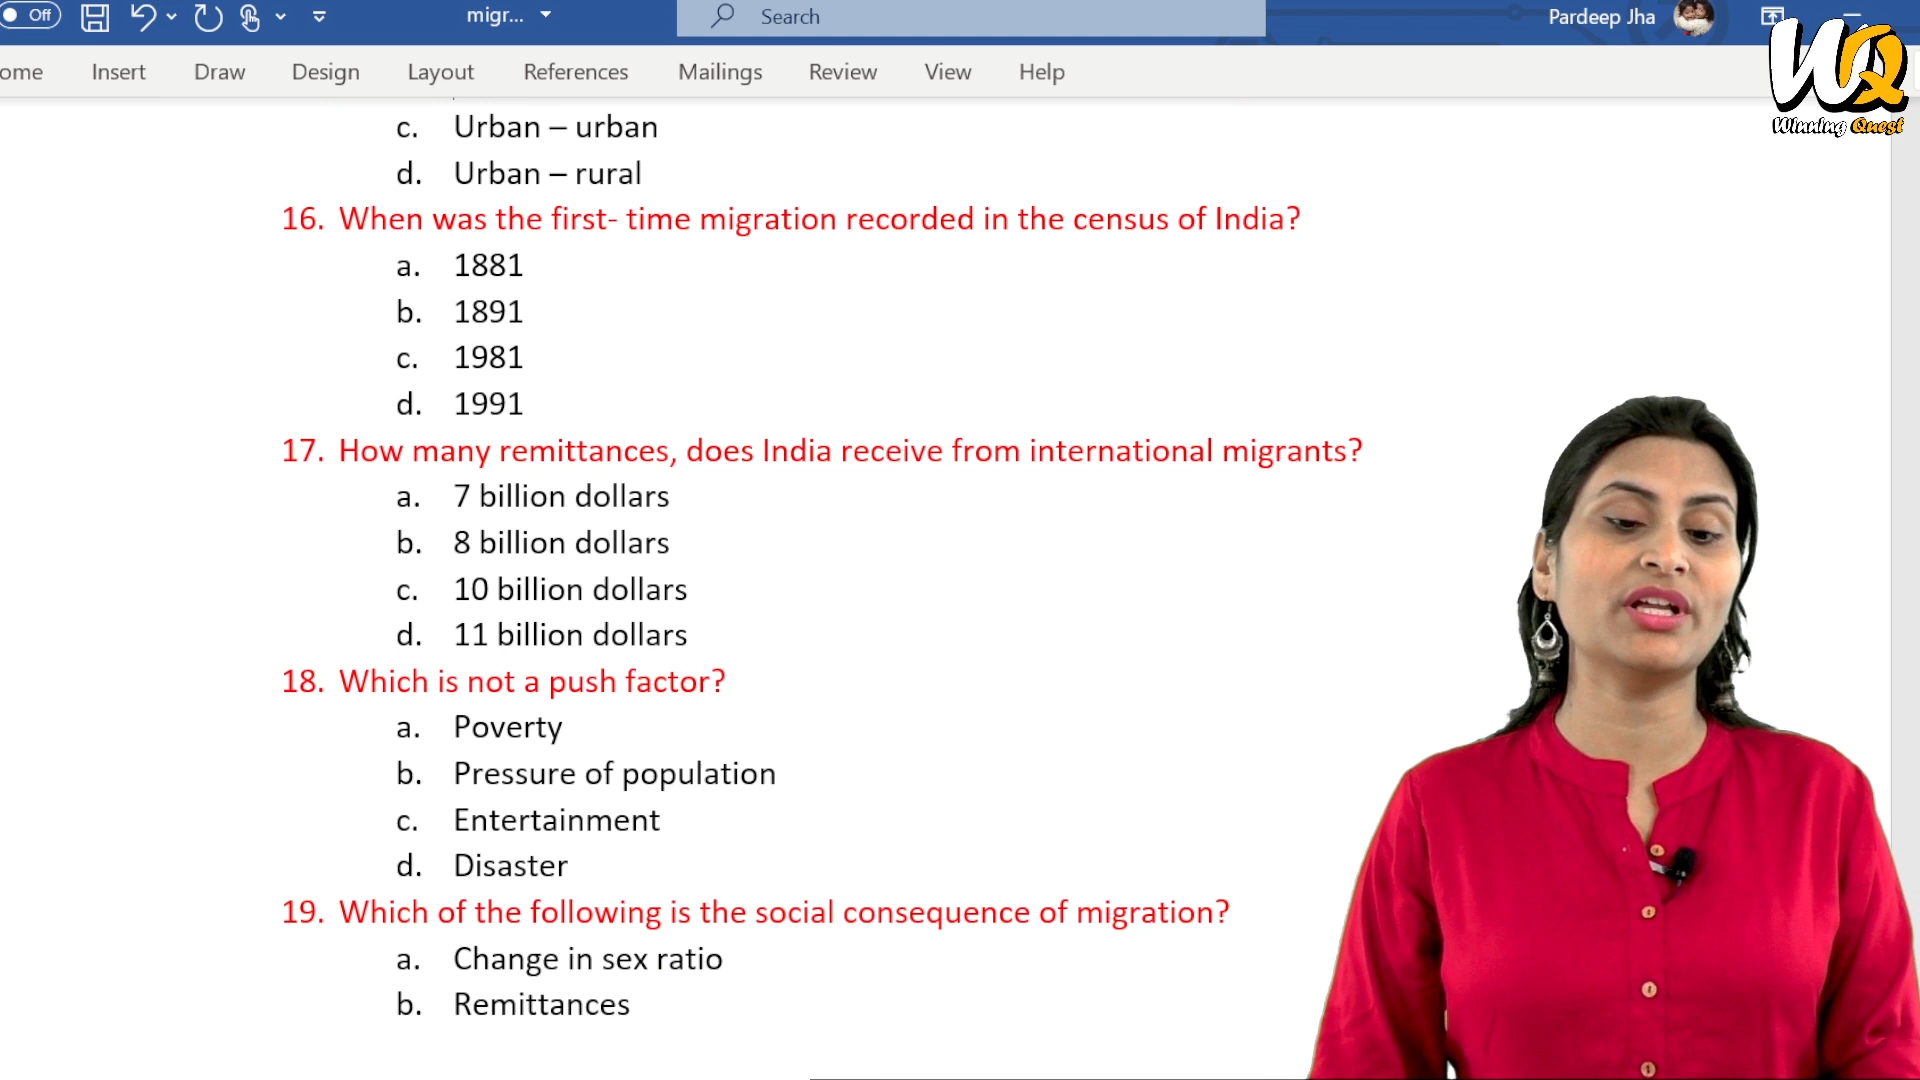 Off
migr...
Search
Pardeep Jha
WQ
Winning Quest
ome Insert Draw Design Layout References Mailings Review View Help
c. Urban – urban
d. Urban – rural
16. When was the first- time migration recorded in the census of India?
a. 1881
b. 1891
c. 1981
d. 1991
17. How many remittances, does India receive from international migrants?
a. 7 billion dollars
b. 8 billion dollars
c. 10 billion dollars
d. 11 billion dollars
18. Which is not a push factor?
a. Poverty
b. Pressure of population
c. Entertainment
d. Disaster
19. Which of the following is the social consequence of migration?
a. Change in sex ratio
b. Remittances